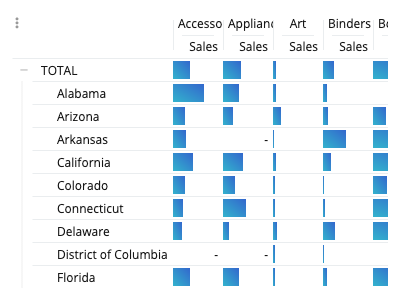 Accesso Applianc Art Binders Bo
Sales Sales Sales Sales
TOTAL
Alabama
Arizona
Arkansas -
California
Colorado
Connecticut
Delaware
District of Columbia - -
Florida